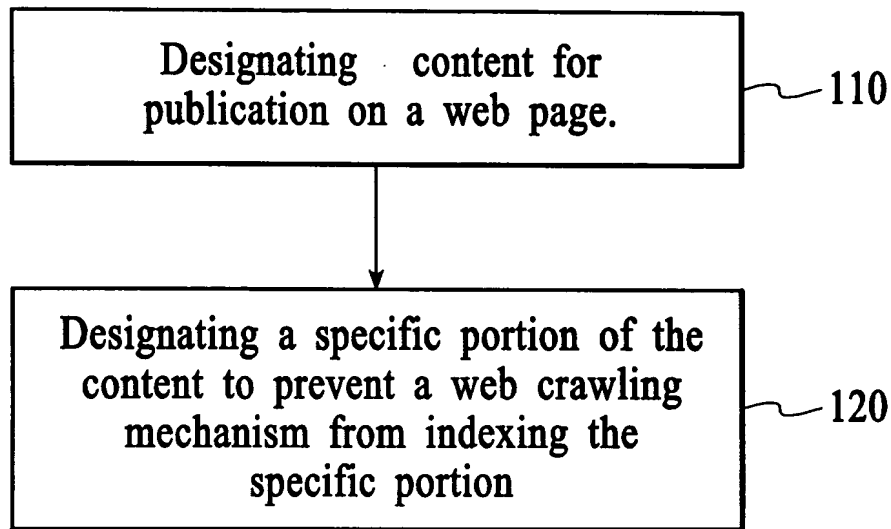 Designating content for
publication on a web page.
110
Designating a specific portion of the
content to prevent a web crawling
mechanism from indexing the
specific portion
120